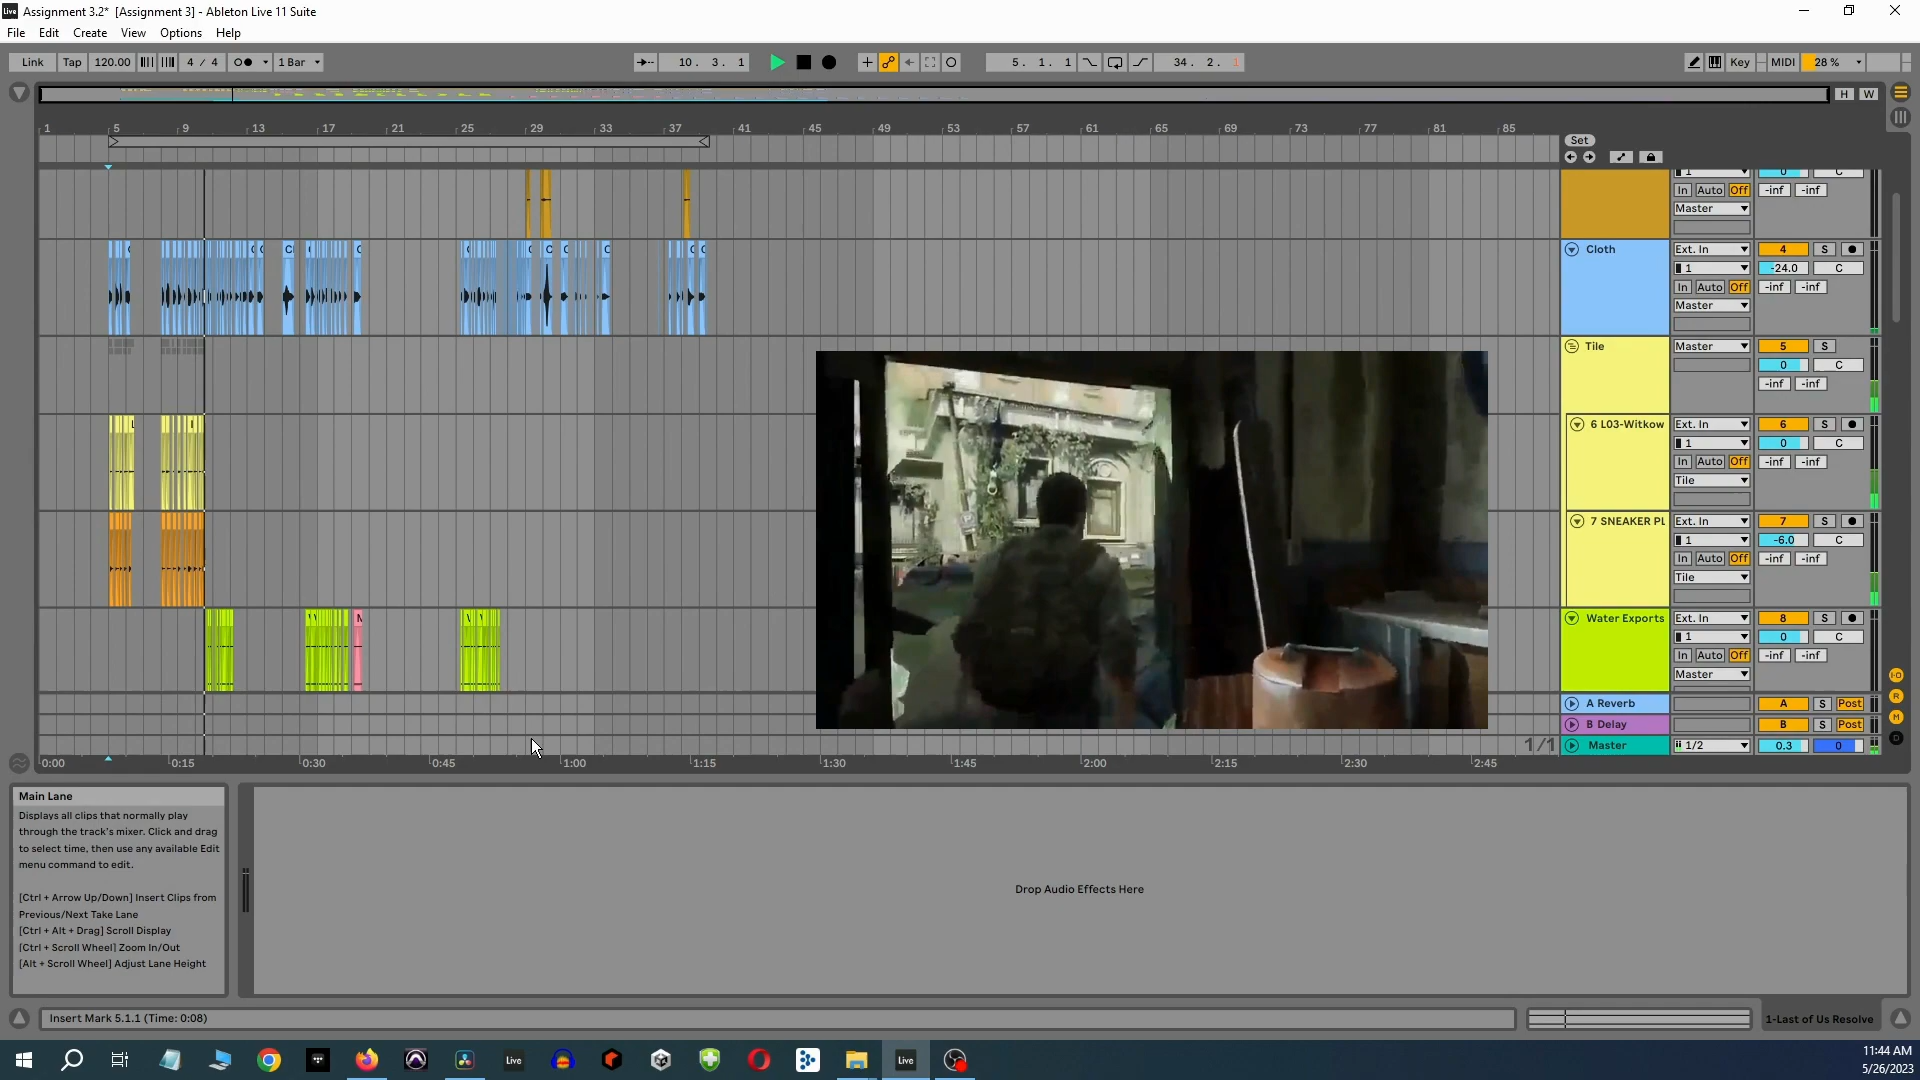 Assignment 3.2*  [Assignment 3] - Ableton Live 11 Suite
File Edit Create View Options Help
Link Tap 120.00 4 / 4 1 Bar 10. 3. 1 5. 1. 1 34. 2. 1 Key MIDI 28 %
H W
1 5 9 13 17 21 25 29 33 37 41 45 49 53 57 61 65 69 73 77 81 85
Set
1 0 C
In Auto Off -inf -inf
Master
Cloth Ext. In 4 S
1 -24.0 C
In Auto Off -inf -inf
Master
Tile Master 5 S
0 C
-inf -inf
6 L03-Witkow Ext. In 6 S
1 0 C
In Auto Off -inf -inf
Tile
7 SNEAKER PL Ext. In 7 S
1 -6.0 C
In Auto Off -inf -inf
Tile
Water Exports Ext. In 8 S
1 0 C
In Auto Off -inf -inf
Master
A Reverb A S Post
B Delay B S Post
1/1 Master 1/2 0.3 0
0:00 0:15 0:30 0:45 1:00 1:15 1:30 1:45 2:00 2:15 2:30 2:45
Main Lane
Displays all clips that normally play
through the track's mixer. Click and drag
to select time, then use any available Edit
menu command to edit.
[Ctrl + Arrow Up/Down] Insert Clips from
Previous/Next Take Lane
[Ctrl + Alt + Drag] Scroll Display
[Ctrl + Scroll Wheel] Zoom In/Out
[Alt + Scroll Wheel] Adjust Lane Height
Drop Audio Effects Here
Insert Mark 5.1.1 (Time: 0:08)
1-Last of Us Resolve
Live
Live
11:44 AM
5/26/2023